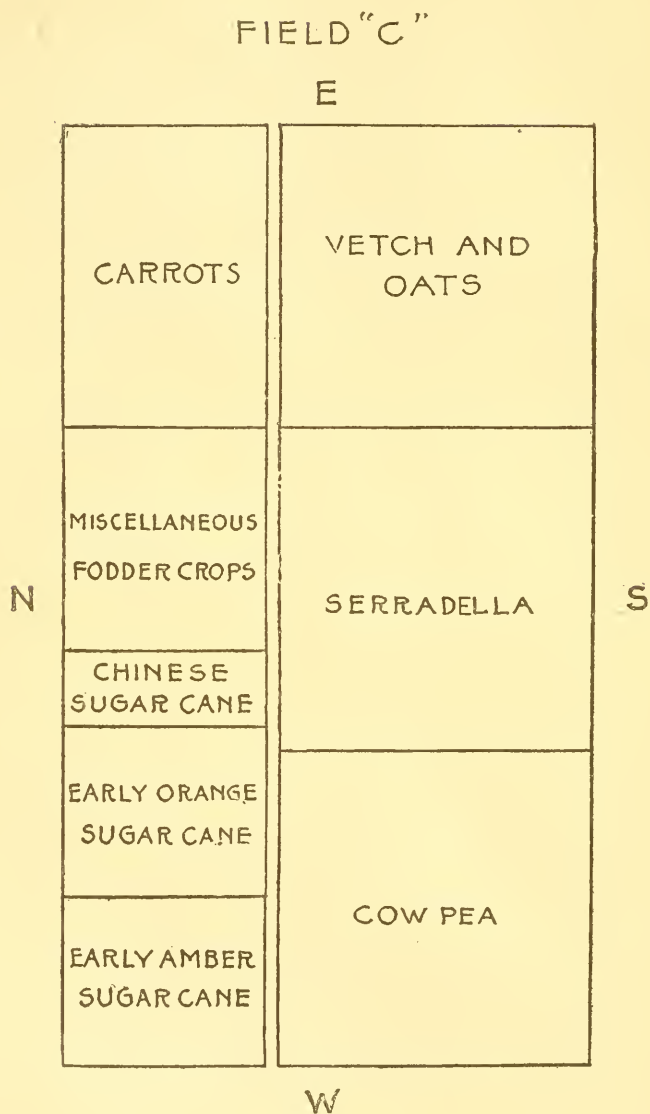 FIELD "C"
E
CARROTS
VETCH AND
OATS
MISCELLANEOUS
FODDER CROPS
N
SERRADELLA
S
CHINESE
SUGAR CANE
EARLY ORANGE
SUGAR CANE
COW PEA
EARLY AMBER
SUGAR CANE
W